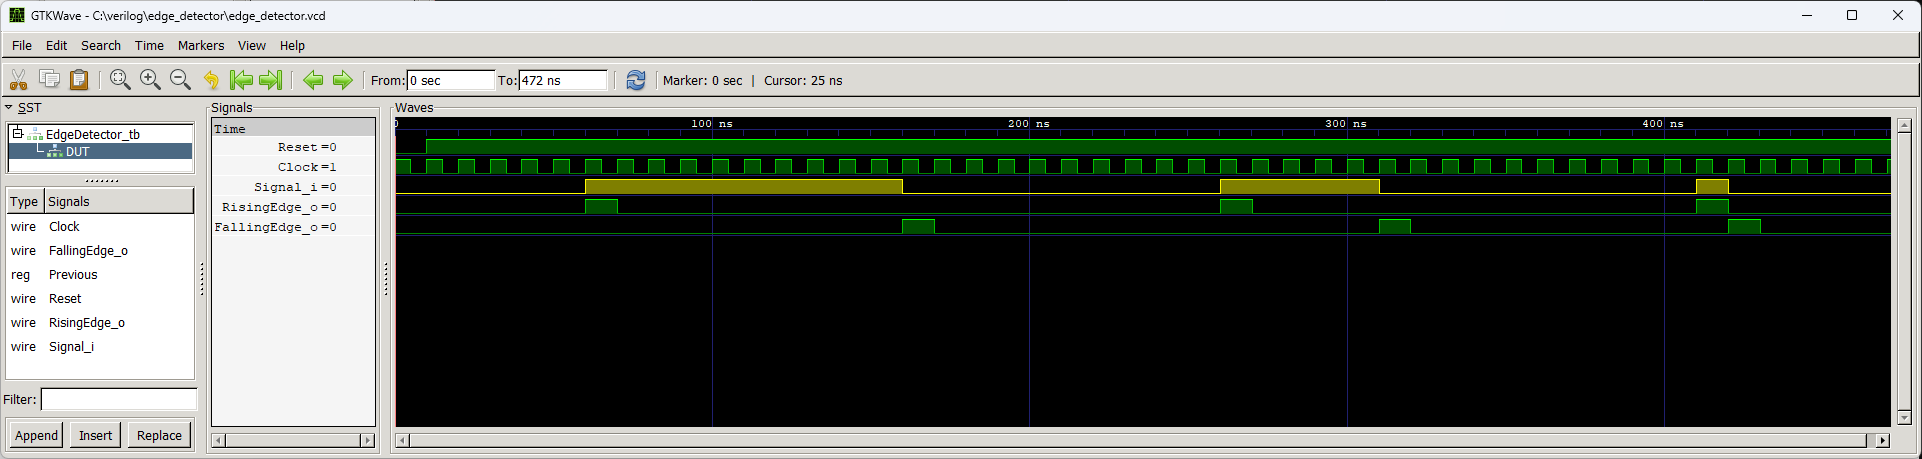 GTKWave - C:\verilog\edge_detector\edge_detector.vcd
File Edit Search Time Markers View Help
From: 0 sec To: 472 ns Marker: 0 sec | Cursor: 25 ns
SST
EdgeDetector_tb
DUT
Type Signals
wire Clock
wire FallingEdge_o
reg Previous
wire Reset
wire RisingEdge_o
wire Signal_i
Filter:
Append Insert Replace
Signals
Time
Reset =0
Clock=1
Signal_i=0
RisingEdge_o=0
FallingEdge_o=0
Waves
0 100 ns 200 ns 300 ns 400 ns